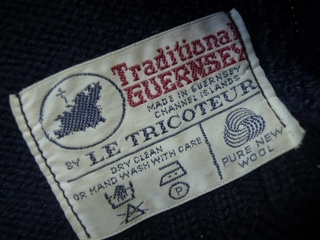 Traditional
GUERNSEY
MADE IN GUERNSEY
CHANNEL ISLANDS
BY LE TRICOTEUR
DRY CLEAN
OR HAND WASH WITH CARE
P
PURE NEW
WOOL